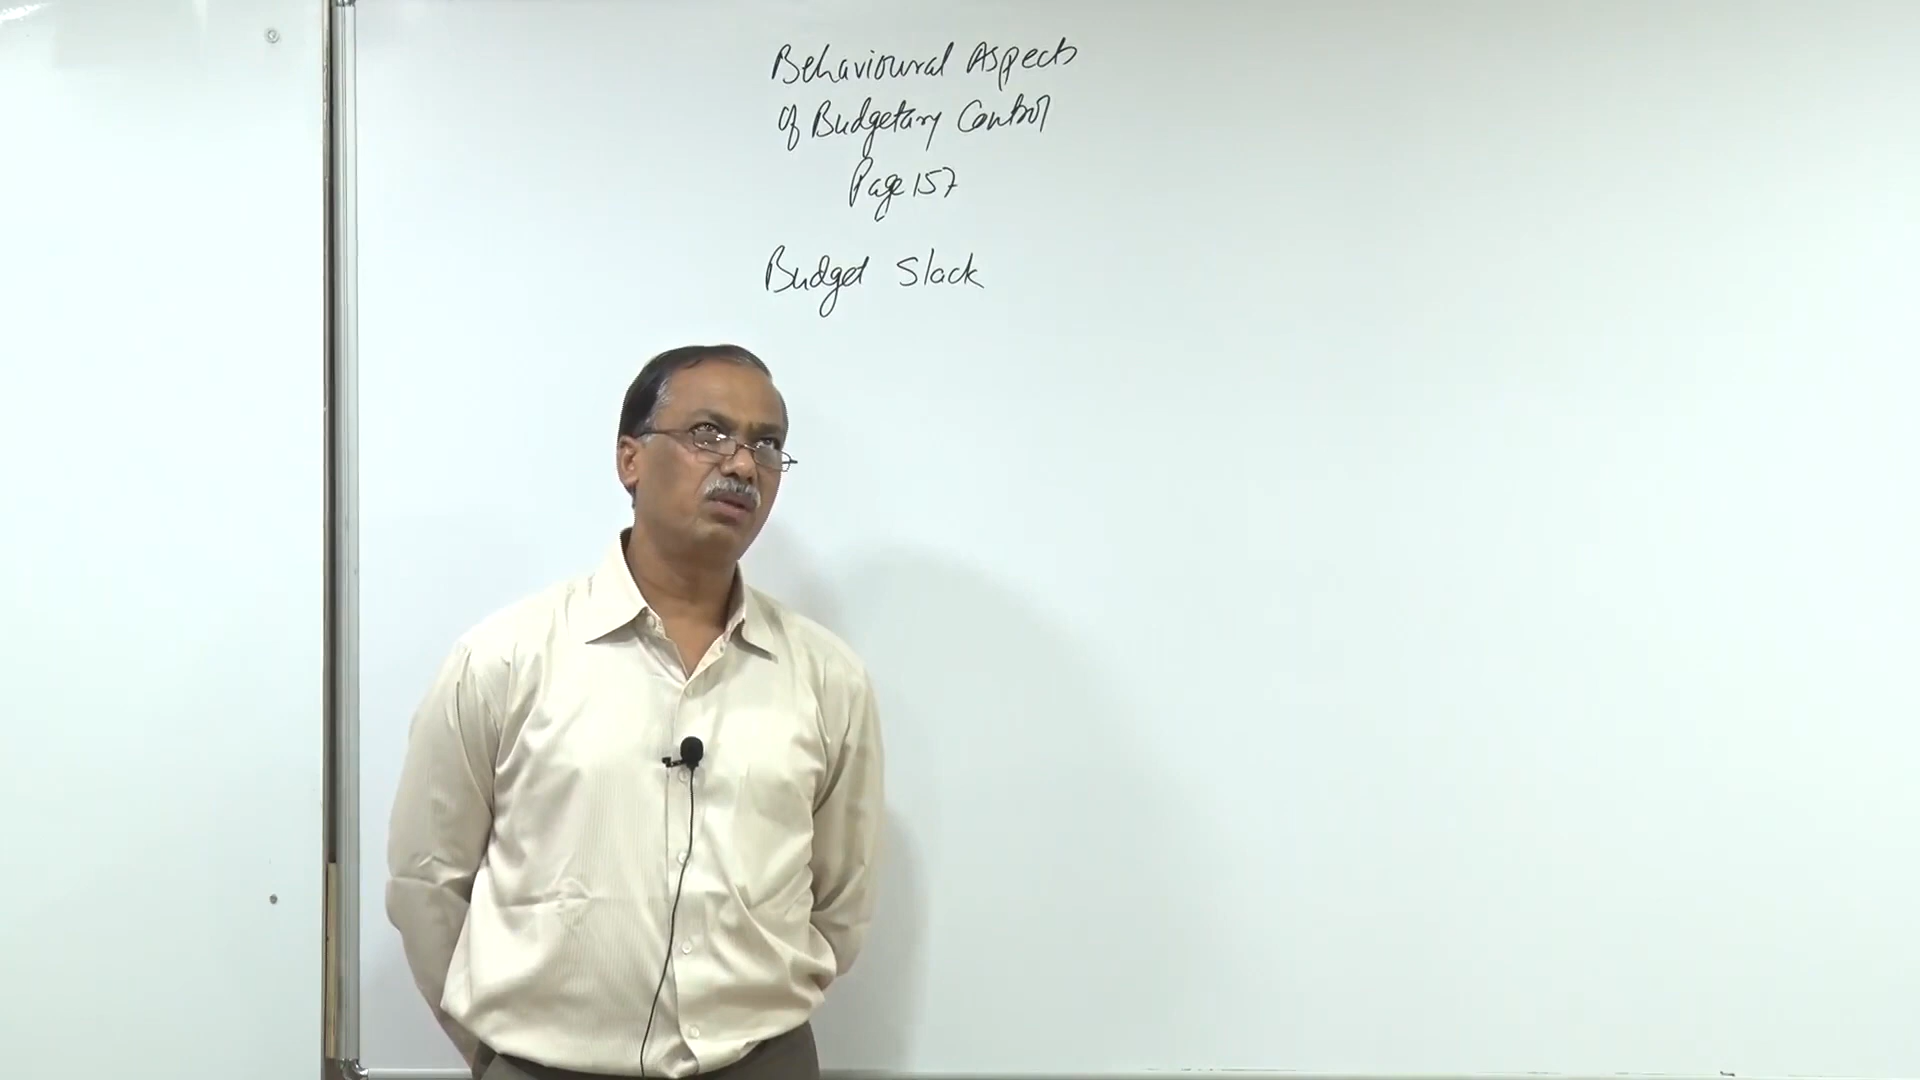 Behavioural Aspects
of Budgetary Control
Page 157
Budget Slack